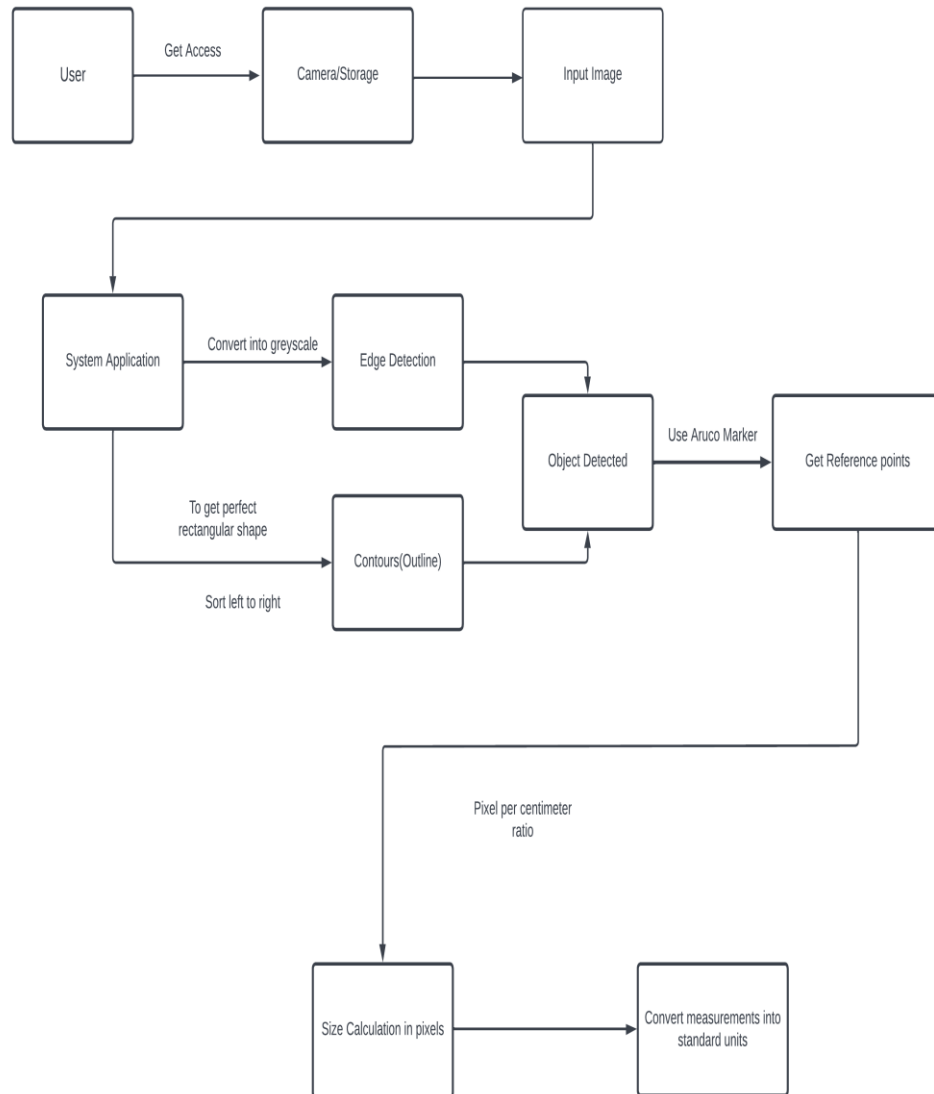 Get Access
User
Camera/Storage
Input Image
Convert into greyscale
System Application
Edge Detection
Use Aruco Marker
Object Detected
Get Reference points
To get perfect
rectangular shape
Contours(Outline)
Sort left to right
Pixel per centimeter
ratio
Size Calculation in pixels
Convert measurements into
standard units